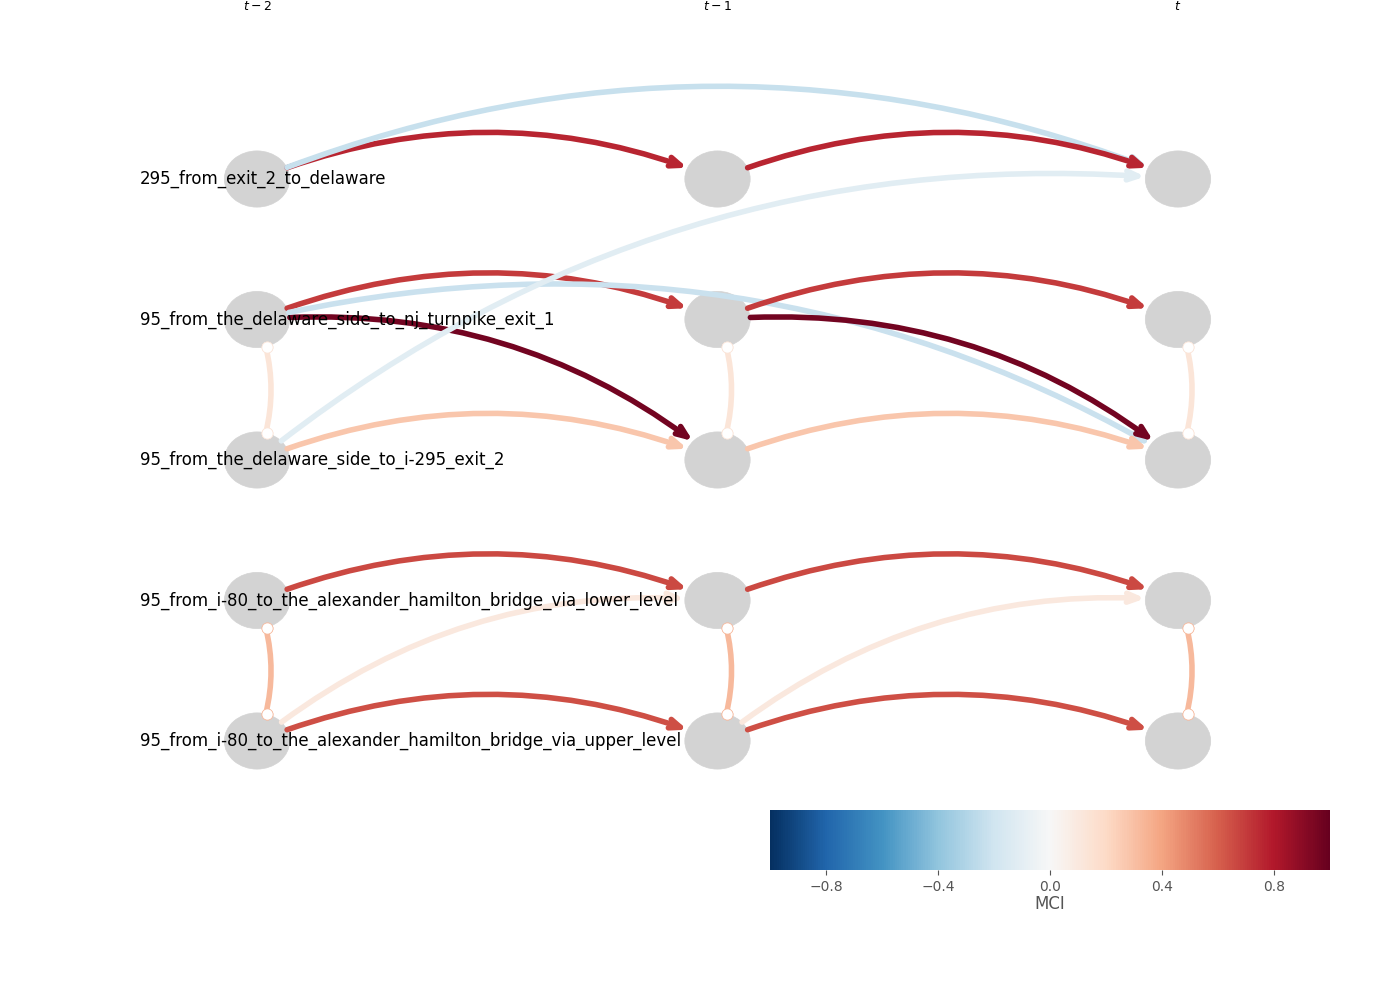 t − 2 t − 1 t
295_from_exit_2_to_delaware
95_from_the_delaware_side_to_nj_turnpike_exit_1
95_from_the_delaware_side_to_i-295_exit_2
95_from_i-80_to_the_alexander_hamilton_bridge_via_lower_level
95_from_i-80_to_the_alexander_hamilton_bridge_via_upper_level
−0.8 −0.4 0.0 0.4 0.8
MCI